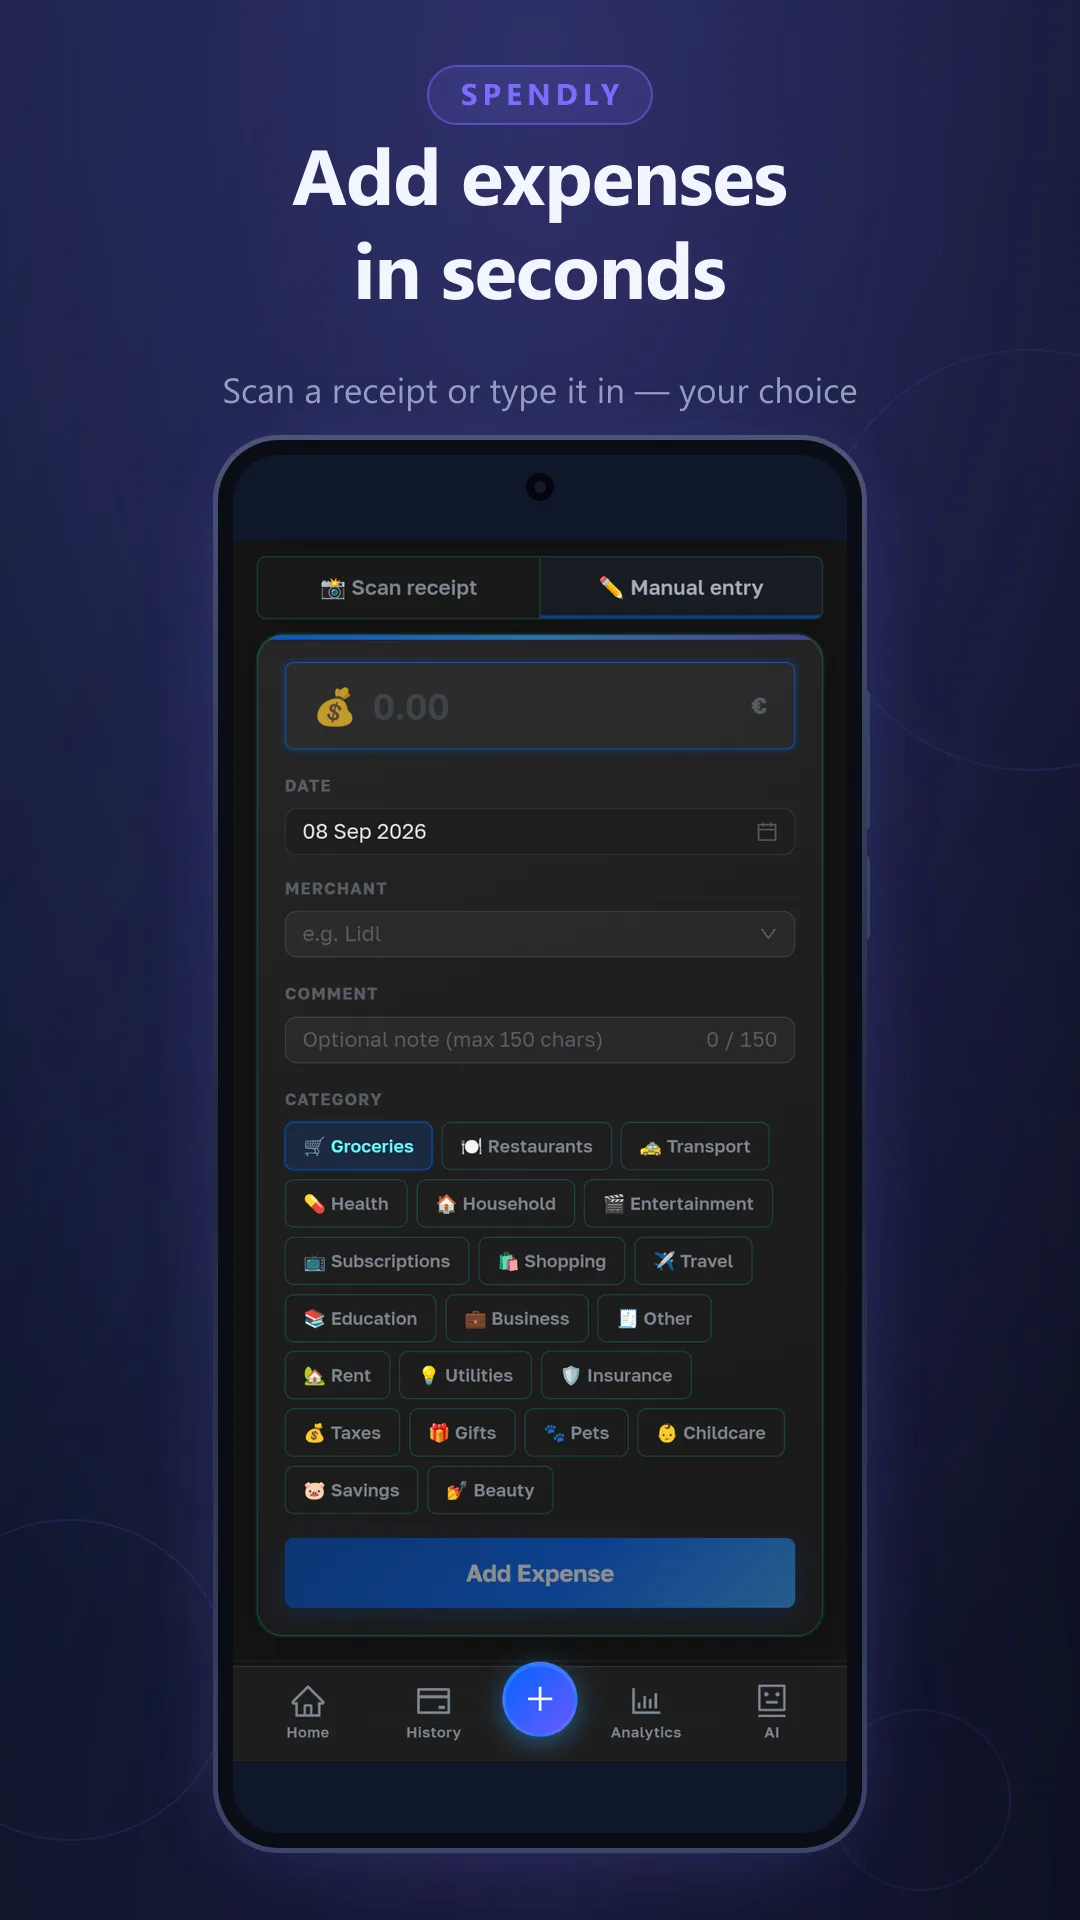 SPENDLY
Add expenses
in seconds
Scan a receipt or type it in — your choice
📸 Scan receipt
✏️ Manual entry
💰 0.00 €
DATE
08 Sep 2026
MERCHANT
e.g. Lidl
COMMENT
Optional note (max 150 chars) 0 / 150
CATEGORY
🛒 Groceries 🍽️ Restaurants 🚕 Transport
💊 Health 🏠 Household 🎬 Entertainment
📺 Subscriptions 🛍️ Shopping ✈️ Travel
📚 Education 💼 Business 🧾 Other
🏡 Rent 💡 Utilities 🛡️ Insurance
💰 Taxes 🎁 Gifts 🐾 Pets 👶 Childcare
🐷 Savings 💅 Beauty
Add Expense
Home History + Analytics AI